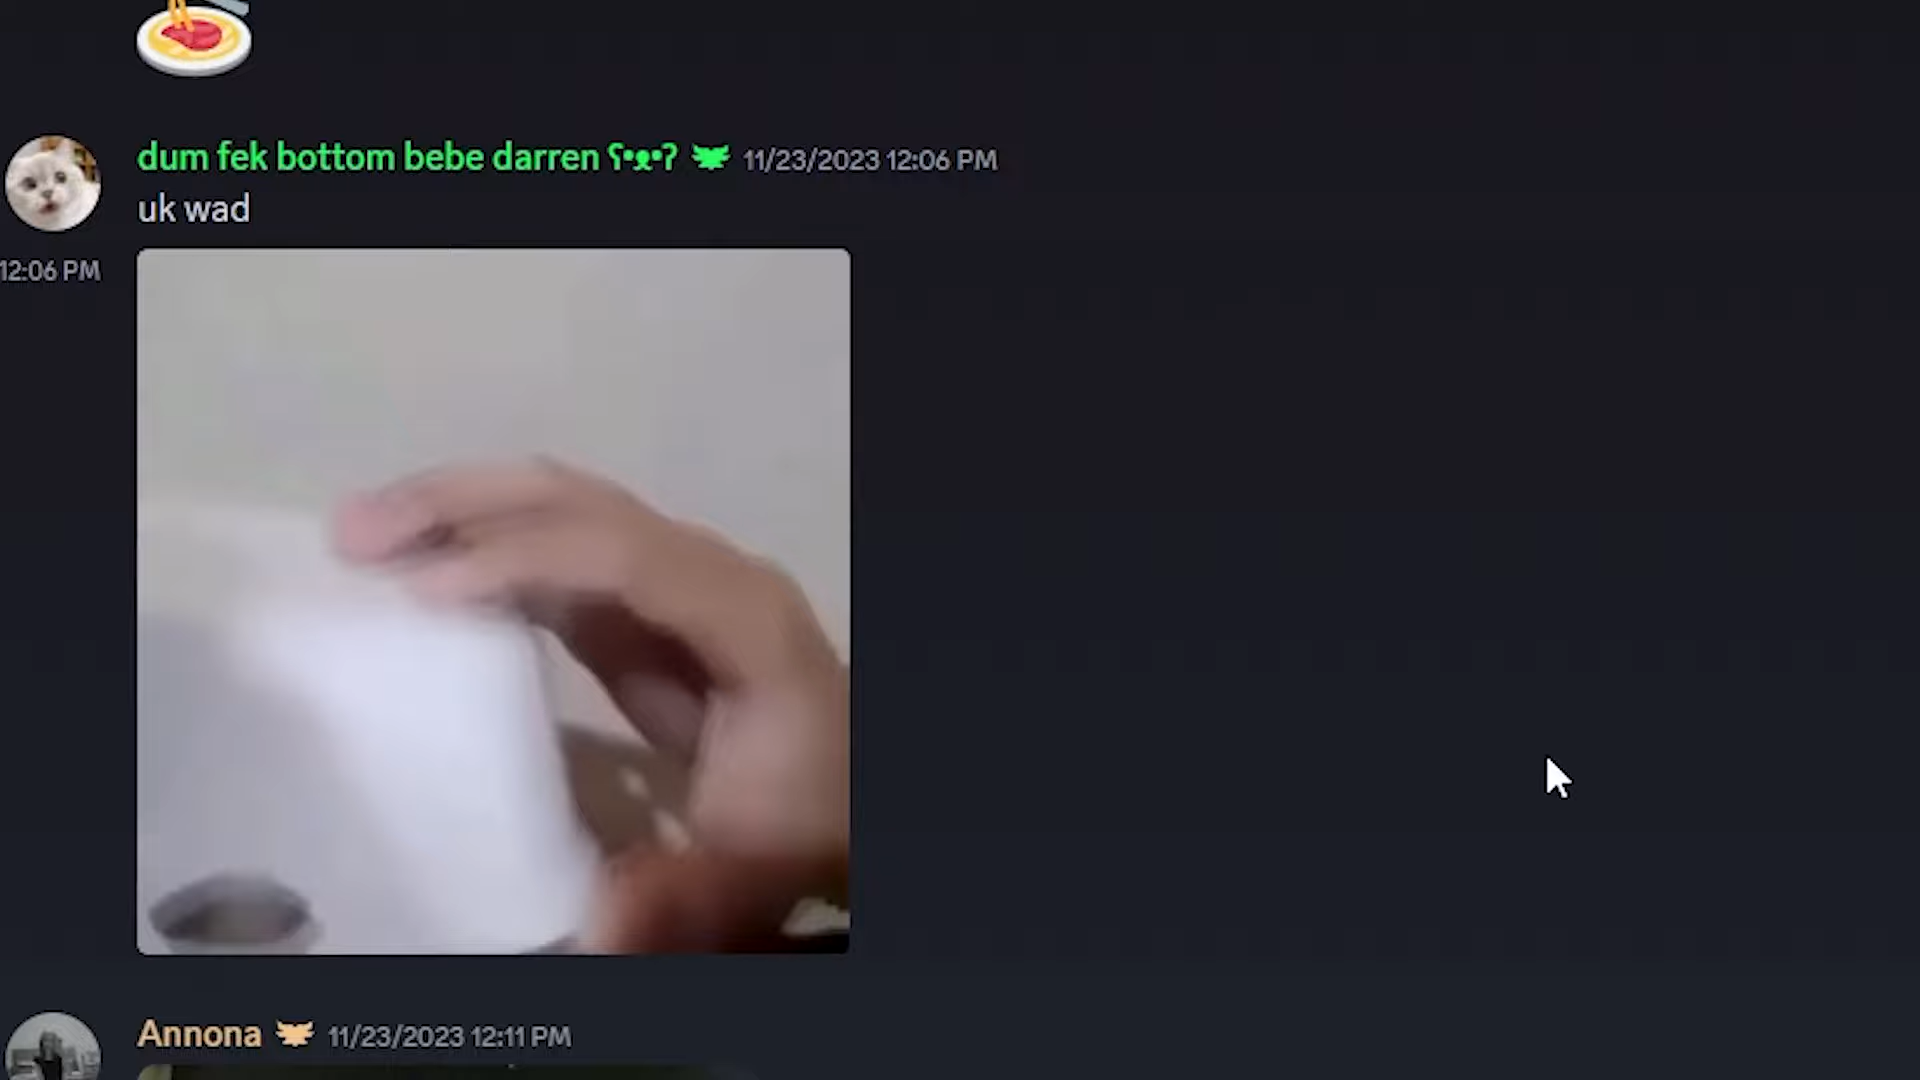 dum fek bottom bebe darren ʕ•ᴥ•ʔ 11/23/2023 12:06 PM
uk wad
12:06 PM
Annona 11/23/2023 12:11 PM